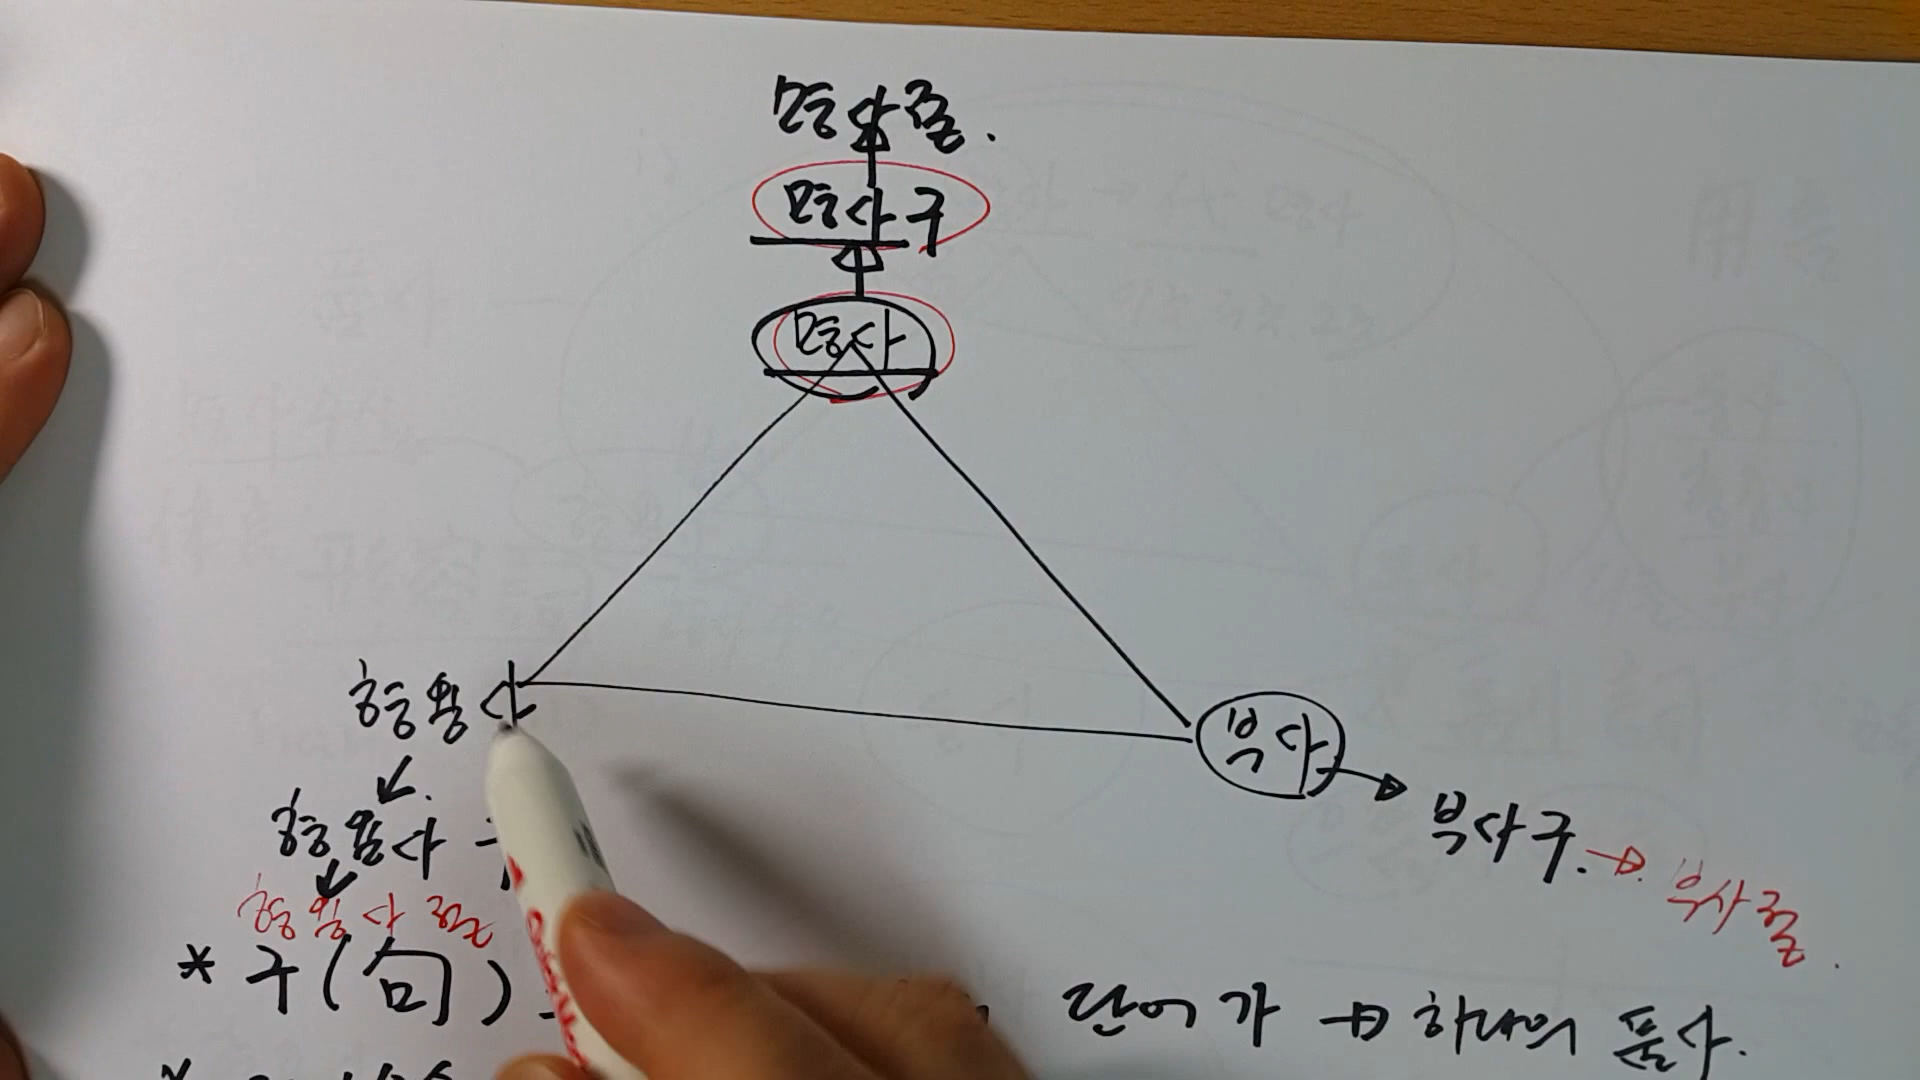 명사절.
명사구
명사
형용사
부사
형용사
부사구.
부사절.
형용사절
* 구(句)
단어가 → 하나의 품사.